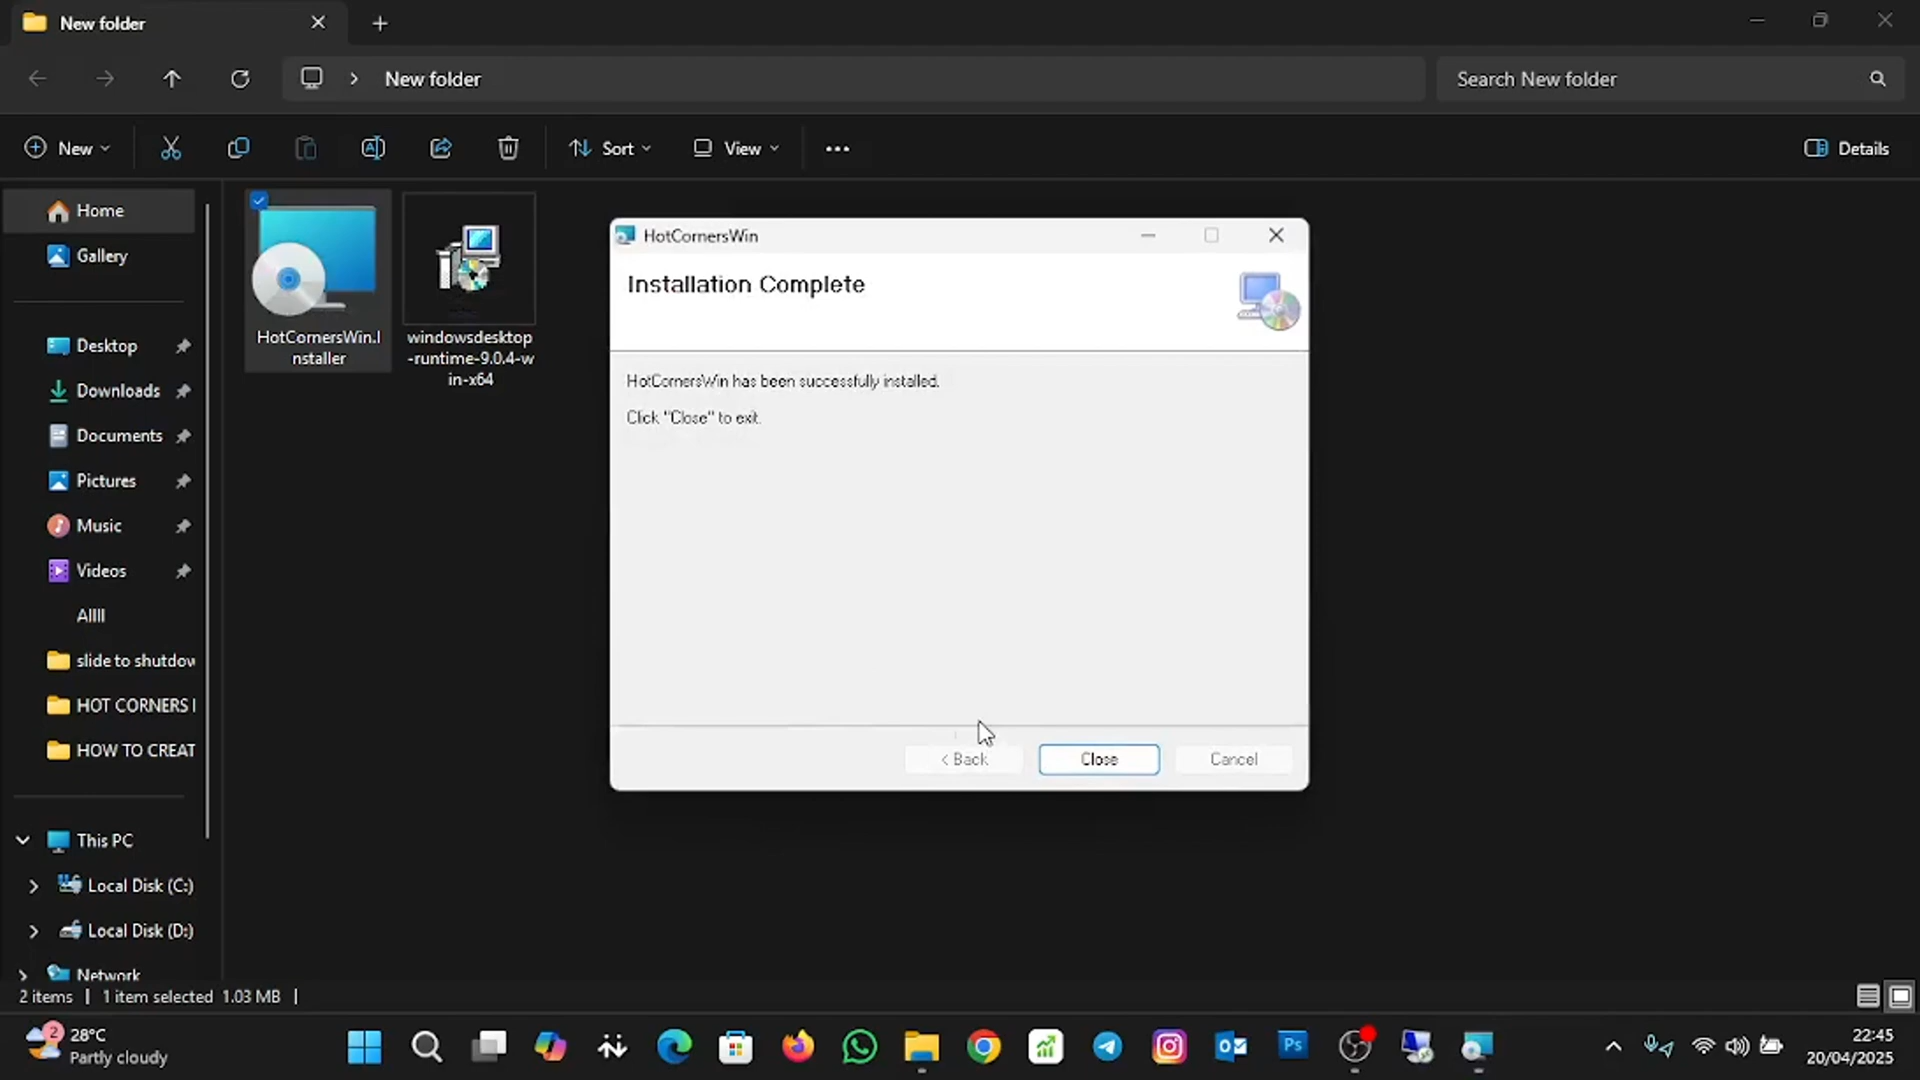 New folder
New folder
Search New folder
New
Sort
View
Details
Home
Gallery
Desktop
Downloads
Documents
Pictures
Music
Videos
Allll
slide to shutdow
HOT CORNERS I
HOW TO CREAT
This PC
Local Disk (C:)
Local Disk (D:)
Network
HotCornersWin.I
nstaller
windowsdesktop
-runtime-9.0.4-w
in-x64
HotCornersWin
Installation Complete
HotCornersWin has been successfully installed.
Click "Close" to exit.
< Back
Close
Cancel
2 items
1 item selected 1.03 MB
2
28°C
Partly cloudy
Ps
22:45
20/04/2025